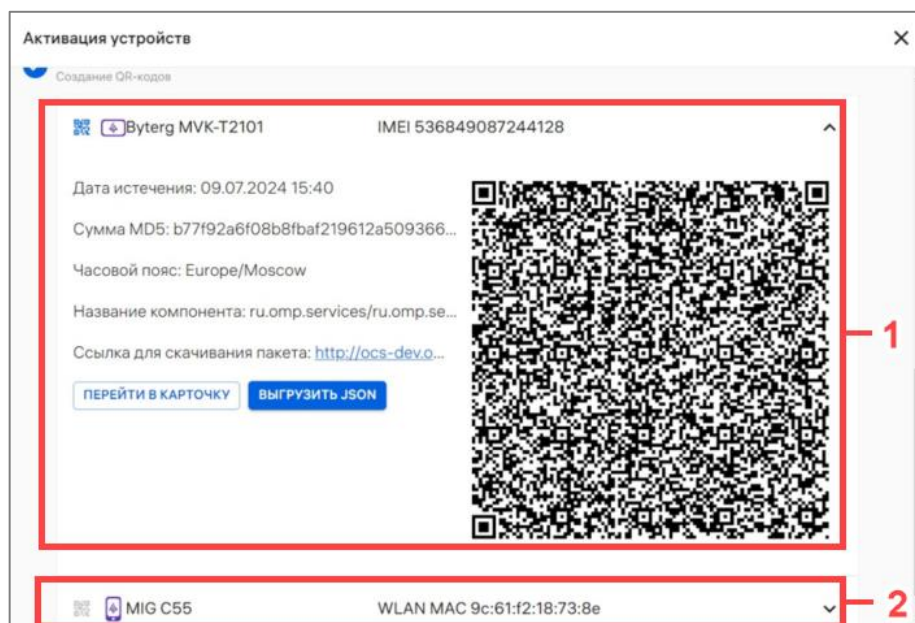 Активация устройств
Создание QR-кодов
Byterg MVK-T2101 IMEI 536849087244128
Дата истечения: 09.07.2024 15:40
Сумма MD5: b77f92a6f08b8fbaf219612a509366...
Часовой пояс: Europe/Moscow
Название компонента: ru.omp.services/ru.omp.se...
Ссылка для скачивания пакета: http://ocs-dev.o...
ПЕРЕЙТИ В КАРТОЧКУ ВЫГРУЗИТЬ JSON
1
MIG C55 WLAN MAC 9c:61:f2:18:73:8e
2